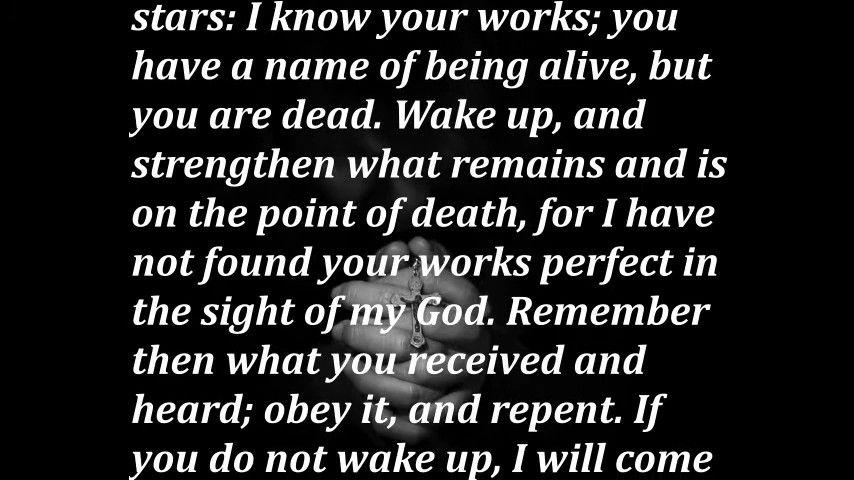 stars: I know your works; you
have a name of being alive, but
you are dead. Wake up, and
strengthen what remains and is
on the point of death, for I have
not found your works perfect in
the sight of my God. Remember
then what you received and
heard; obey it, and repent. If
you do not wake up, I will come